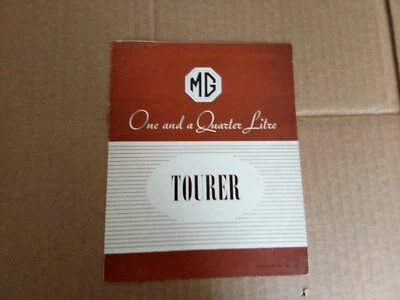 MG
One and a Quarter Litre
TOURER